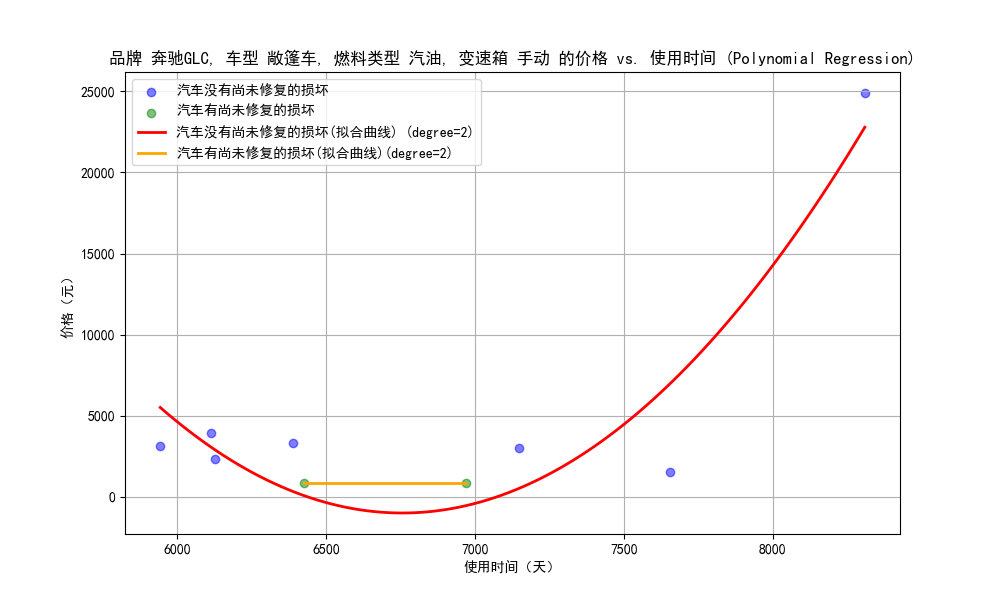 品牌 奔驰GLC, 车型 敞篷车, 燃料类型 汽油, 变速箱 手动 的价格 vs. 使用时间 (Polynomial Regression)
汽车没有尚未修复的损坏
汽车有尚未修复的损坏
汽车没有尚未修复的损坏(拟合曲线) (degree=2)
汽车有尚未修复的损坏(拟合曲线)(degree=2)
25000
20000
15000
10000
5000
0
价格（元）
6000 6500 7000 7500 8000
使用时间（天）